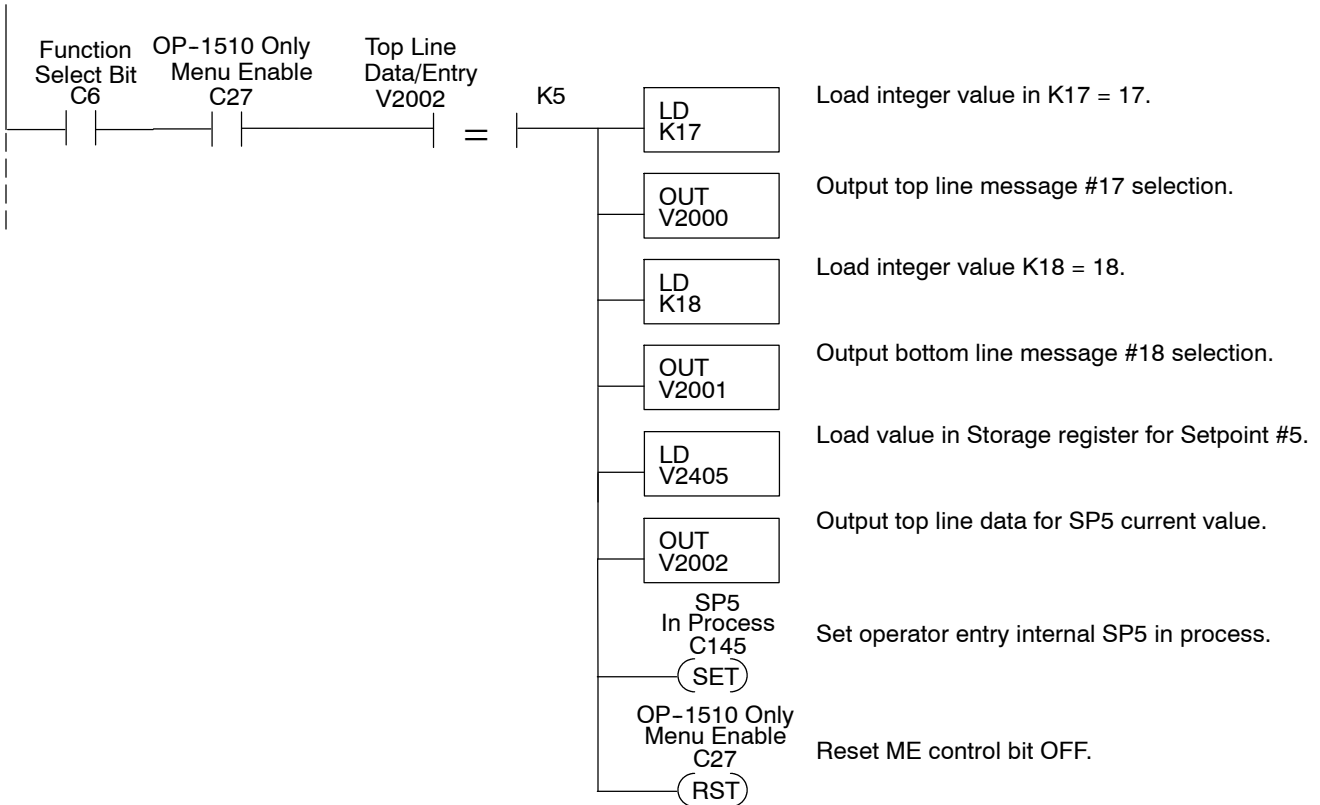 Function
Select Bit
C6
OP-1510 Only
Menu Enable
C27
Top Line
Data/Entry
V2002
=
K5
LD
K17
Load integer value in K17 = 17.
OUT
V2000
Output top line message #17 selection.
LD
K18
Load integer value K18 = 18.
OUT
V2001
Output bottom line message #18 selection.
LD
V2405
Load value in Storage register for Setpoint #5.
OUT
V2002
Output top line data for SP5 current value.
SP5
In Process
C145
SET
Set operator entry internal SP5 in process.
OP-1510 Only
Menu Enable
C27
RST
Reset ME control bit OFF.